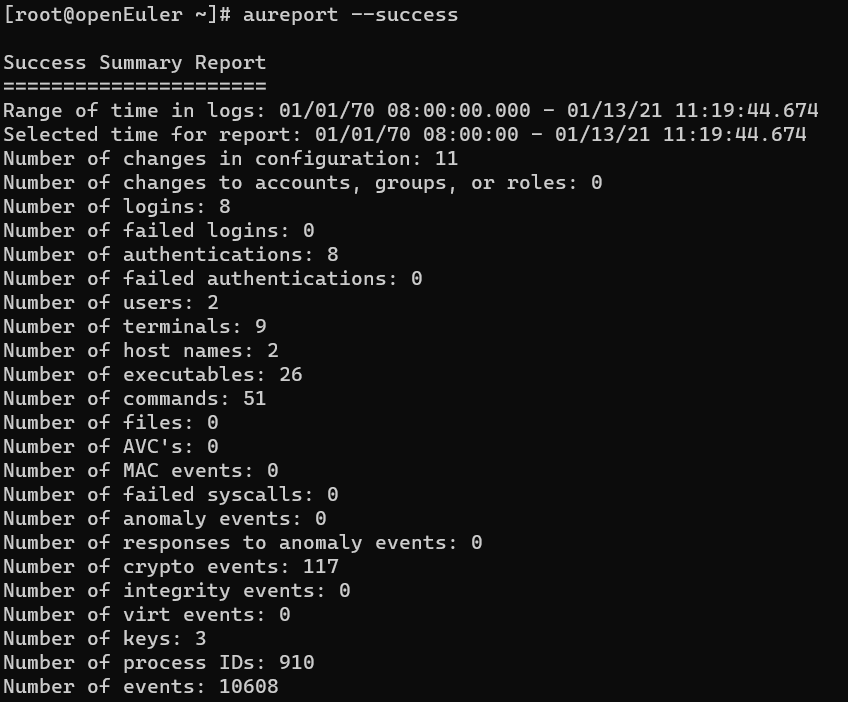 [root@openEuler ~]# aureport --success
Success Summary Report
======================
Range of time in logs: 01/01/70 08:00:00.000 - 01/13/21 11:19:44.674
Selected time for report: 01/01/70 08:00:00 - 01/13/21 11:19:44.674
Number of changes in configuration: 11
Number of changes to accounts, groups, or roles: 0
Number of logins: 8
Number of failed logins: 0
Number of authentications: 8
Number of failed authentications: 0
Number of users: 2
Number of terminals: 9
Number of host names: 2
Number of executables: 26
Number of commands: 51
Number of files: 0
Number of AVC's: 0
Number of MAC events: 0
Number of failed syscalls: 0
Number of anomaly events: 0
Number of responses to anomaly events: 0
Number of crypto events: 117
Number of integrity events: 0
Number of virt events: 0
Number of keys: 3
Number of process IDs: 910
Number of events: 10608